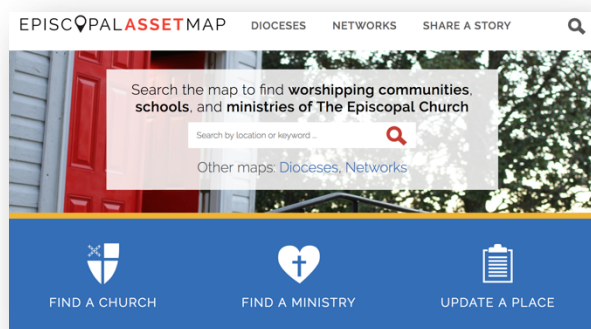 EPISCOPALASSETMAP DIOCESES NETWORKS SHARE A STORY
Search the map to find worshipping communities,
schools, and ministries of The Episcopal Church
Search by location or keyword ...
Other maps: Dioceses, Networks
FIND A CHURCH FIND A MINISTRY UPDATE A PLACE